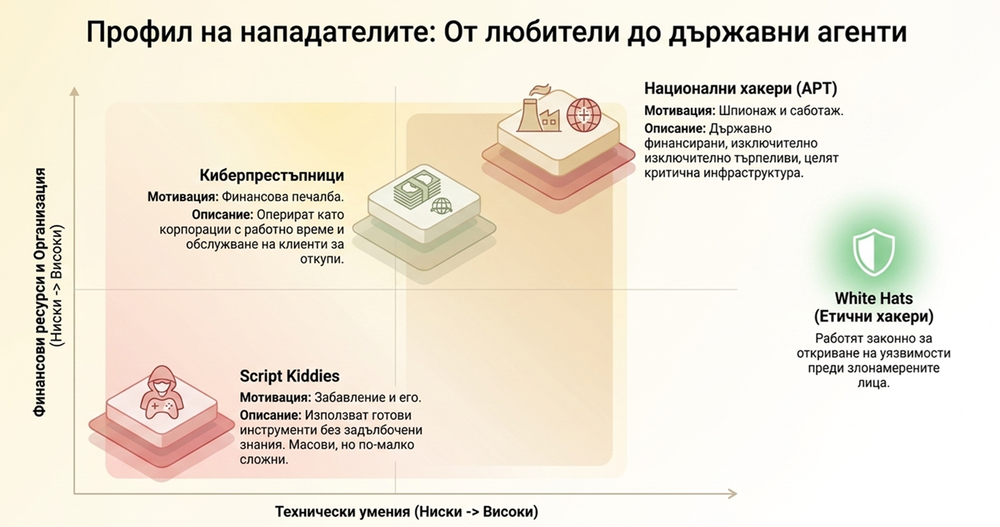 Профил на нападателите: От любители до държавни агенти
Национални хакери (APT)
Мотивация: Шпионаж и саботаж.
Описание: Държавно
финансирани, изключително
изключително търпеливи, целят
критична инфраструктура.
Киберпрестъпници
Мотивация: Финансова печалба.
Описание: Оперират като
корпорации с работно време и
обслужване на клиенти за
откупи.
White Hats
(Етични хакери)
Работят законно за
откриване на уязвимости
преди злонамерените
лица.
Script Kiddies
Мотивация: Забавление и его.
Описание: Използват готови
инструменти без задълбочени
знания. Масови, но по-малко
сложни.
Финансови ресурси и Организация
(Ниски -> Високи)
Технически умения (Ниски -> Високи)